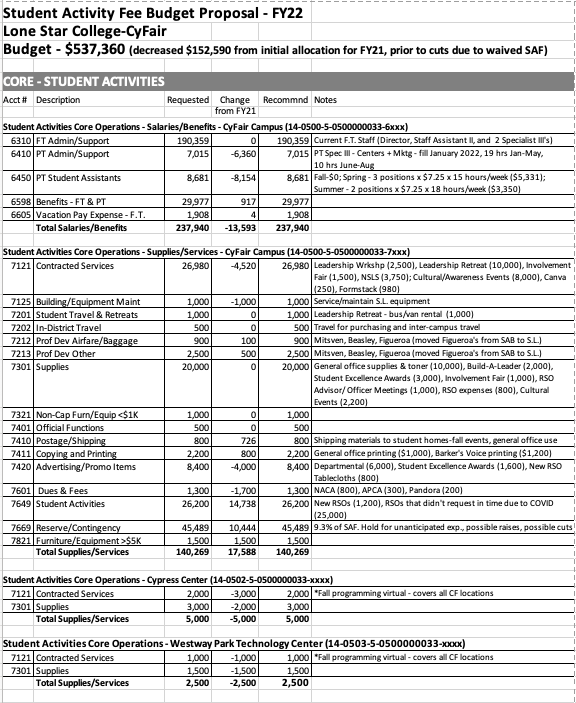 Student Activity Fee Budget Proposal - FY22
Lone Star College-CyFair
Budget - $537,360 (decreased $152,590 from initial allocation for FY21, prior to cuts due to waived SAF)
CORE - STUDENT ACTIVITIES
Acct # Description Requested Change Recommnd Notes
from FY21
Student Activities Core Operations - Salaries/Benefits - CyFair Campus (14-0500-5-0500000033-6xxx)
6310 FT Admin/Support 190,359 0 190,359 Current F.T. Staff (Director, Staff Assistant II, and 2 Specialist III's)
6410 PT Admin/Support 7,015 -6,360 7,015 PT Spec III - Centers + Mktg - fill January 2022, 19 hrs Jan-May,
10 hrs June-Aug
6450 PT Student Assistants 8,681 -8,154 8,681 Fall-$0; Spring - 3 positions x $7.25 x 15 hours/week ($5,331);
Summer - 2 positions x $7.25 x 18 hours/week ($3,350)
6598 Benefits - FT & PT 29,977 917 29,977
6605 Vacation Pay Expense - F.T. 1,908 4 1,908
Total Salaries/Benefits 237,940 -13,593 237,940
Student Activities Core Operations - Supplies/Services - CyFair Campus (14-0500-5-0500000033-7xxx)
7121 Contracted Services 26,980 -4,520 26,980 Leadership Wrkshp (2,500), Leadership Retreat (10,000), Involvement
Fair (1,500), NSLS (3,750); Cultural/Awareness Events (8,000), Canva
(250), Formstack (980)
7125 Building/Equipment Maint 1,000 -1,000 1,000 Service/maintain S.L. equipment
7201 Student Travel & Retreats 1,000 0 1,000 Leadership Retreat - bus/van rental (1,000)
7202 In-District Travel 500 0 500 Travel for purchasing and inter-campus travel
7212 Prof Dev Airfare/Baggage 900 100 900 Mitsven, Beasley, Figueroa (moved Figueroa's from SAB to S.L.)
7213 Prof Dev Other 2,500 500 2,500 Mitsven, Beasley, Figueroa (moved Figueroa's from SAB to S.L.)
7301 Supplies 20,000 0 20,000 General office supplies & toner (10,000), Build-A-Leader (2,000),
Student Excellence Awards (3,000), Involvement Fair (1,000), RSO
Advisor/ Officer Meetings (1,000), RSO expenses (800), Cultural
Events (2,200)
7321 Non-Cap Furn/Equip <$1K 1,000 0 1,000
7401 Official Functions 500 0 500
7410 Postage/Shipping 800 726 800 Shipping materials to student homes-fall events, general office use
7411 Copying and Printing 2,200 800 2,200 General office printing ($1,000), Barker's Voice printing ($1,200)
7420 Advertising/Promo Items 8,400 -4,000 8,400 Departmental (6,000), Student Excellence Awards (1,600), New RSO
Tablecloths (800)
7601 Dues & Fees 1,300 -1,700 1,300 NACA (800), APCA (300), Pandora (200)
7649 Student Activities 26,200 14,738 26,200 New RSOs (1,200), RSOs that didn't request in time due to COVID
(25,000)
7669 Reserve/Contingency 45,489 10,444 45,489 9.3% of SAF. Hold for unanticipated exp., possible raises, possible cuts
7821 Furniture/Equipment >$5K 1,500 1,500 1,500
Total Supplies/Services 140,269 17,588 140,269
Student Activities Core Operations - Cypress Center (14-0502-5-0500000033-xxxx)
7121 Contracted Services 2,000 -3,000 2,000 *Fall programming virtual - covers all CF locations
7301 Supplies 3,000 -2,000 3,000
Total Supplies/Services 5,000 -5,000 5,000
Student Activities Core Operations - Westway Park Technology Center (14-0503-5-0500000033-xxxx)
7121 Contracted Services 1,000 -1,000 1,000 *Fall programming virtual - covers all CF locations
7301 Supplies 1,500 -1,500 1,500
Total Supplies/Services 2,500 -2,500 2,500